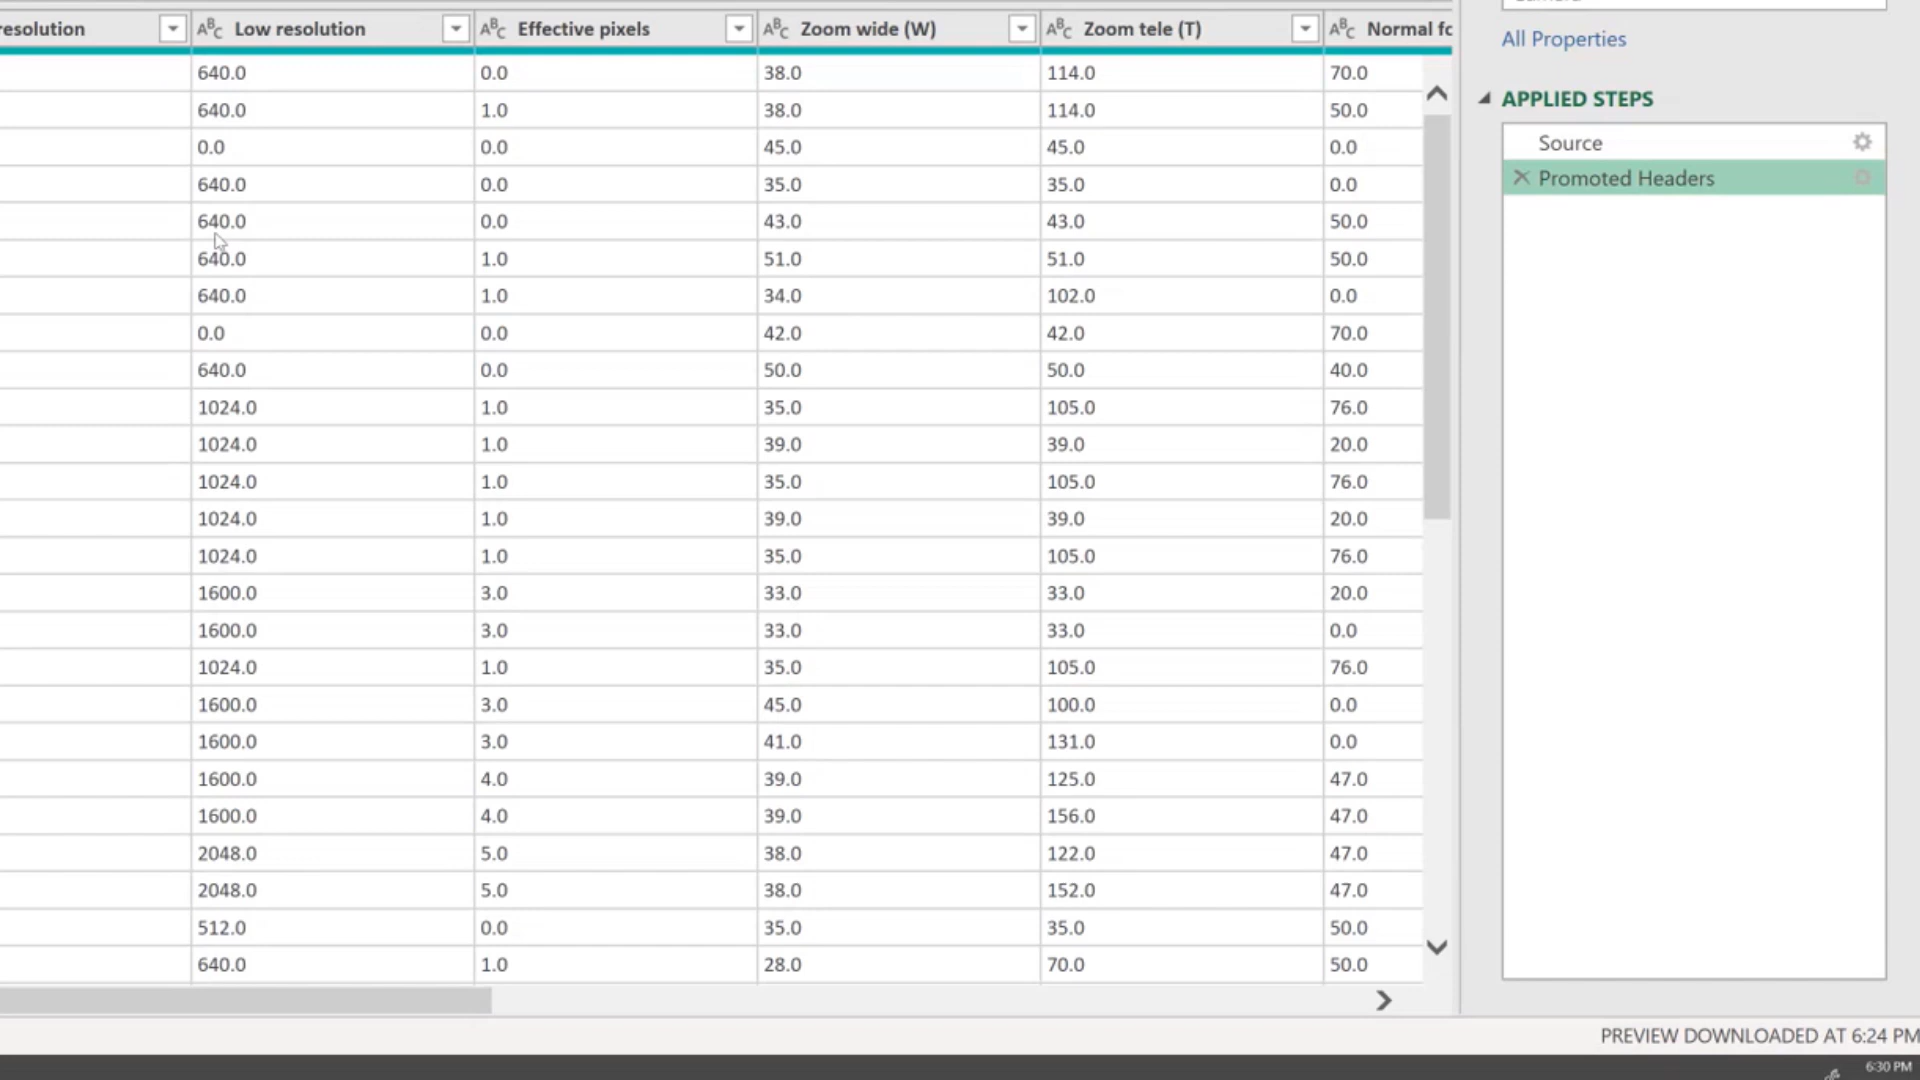 esolution ABC Low resolution ABC Effective pixels ABC Zoom wide (W) ABC Zoom tele (T) ABC Normal fc
640.0 0.0 38.0 114.0 70.0
640.0 1.0 38.0 114.0 50.0
0.0 0.0 45.0 45.0 0.0
640.0 0.0 35.0 35.0 0.0
640.0 0.0 43.0 43.0 50.0
640.0 1.0 51.0 51.0 50.0
640.0 1.0 34.0 102.0 0.0
0.0 0.0 42.0 42.0 70.0
640.0 0.0 50.0 50.0 40.0
1024.0 1.0 35.0 105.0 76.0
1024.0 1.0 39.0 39.0 20.0
1024.0 1.0 35.0 105.0 76.0
1024.0 1.0 39.0 39.0 20.0
1024.0 1.0 35.0 105.0 76.0
1600.0 3.0 33.0 33.0 20.0
1600.0 3.0 33.0 33.0 0.0
1024.0 1.0 35.0 105.0 76.0
1600.0 3.0 45.0 100.0 0.0
1600.0 3.0 41.0 131.0 0.0
1600.0 4.0 39.0 125.0 47.0
1600.0 4.0 39.0 156.0 47.0
2048.0 5.0 38.0 122.0 47.0
2048.0 5.0 38.0 152.0 47.0
512.0 0.0 35.0 35.0 50.0
640.0 1.0 28.0 70.0 50.0
All Properties
APPLIED STEPS
Source
Promoted Headers
PREVIEW DOWNLOADED AT 6:24 PM
6:30 PM